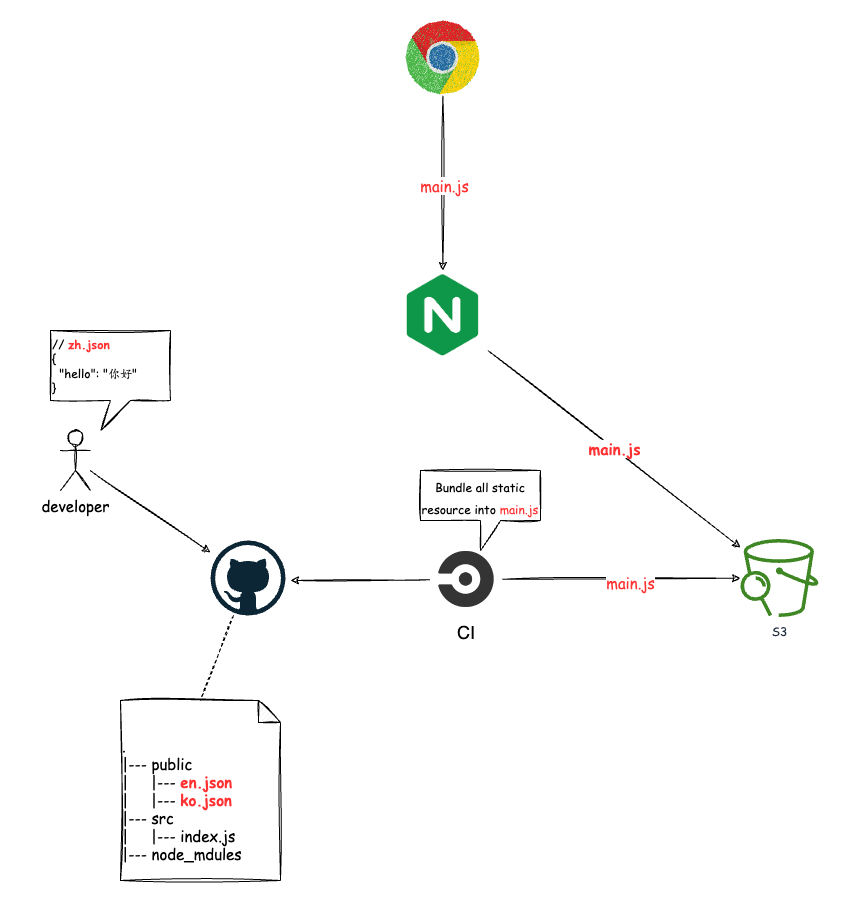 main.js
N
// zh.json
{
"hello": "你好"
}
main.js
developer
Bundle all static
resource into main.js
main.js
CI
S3
.
|--- public
|   |--- en.json
|   |--- ko.json
|--- src
|   |--- index.js
|--- node_mdules